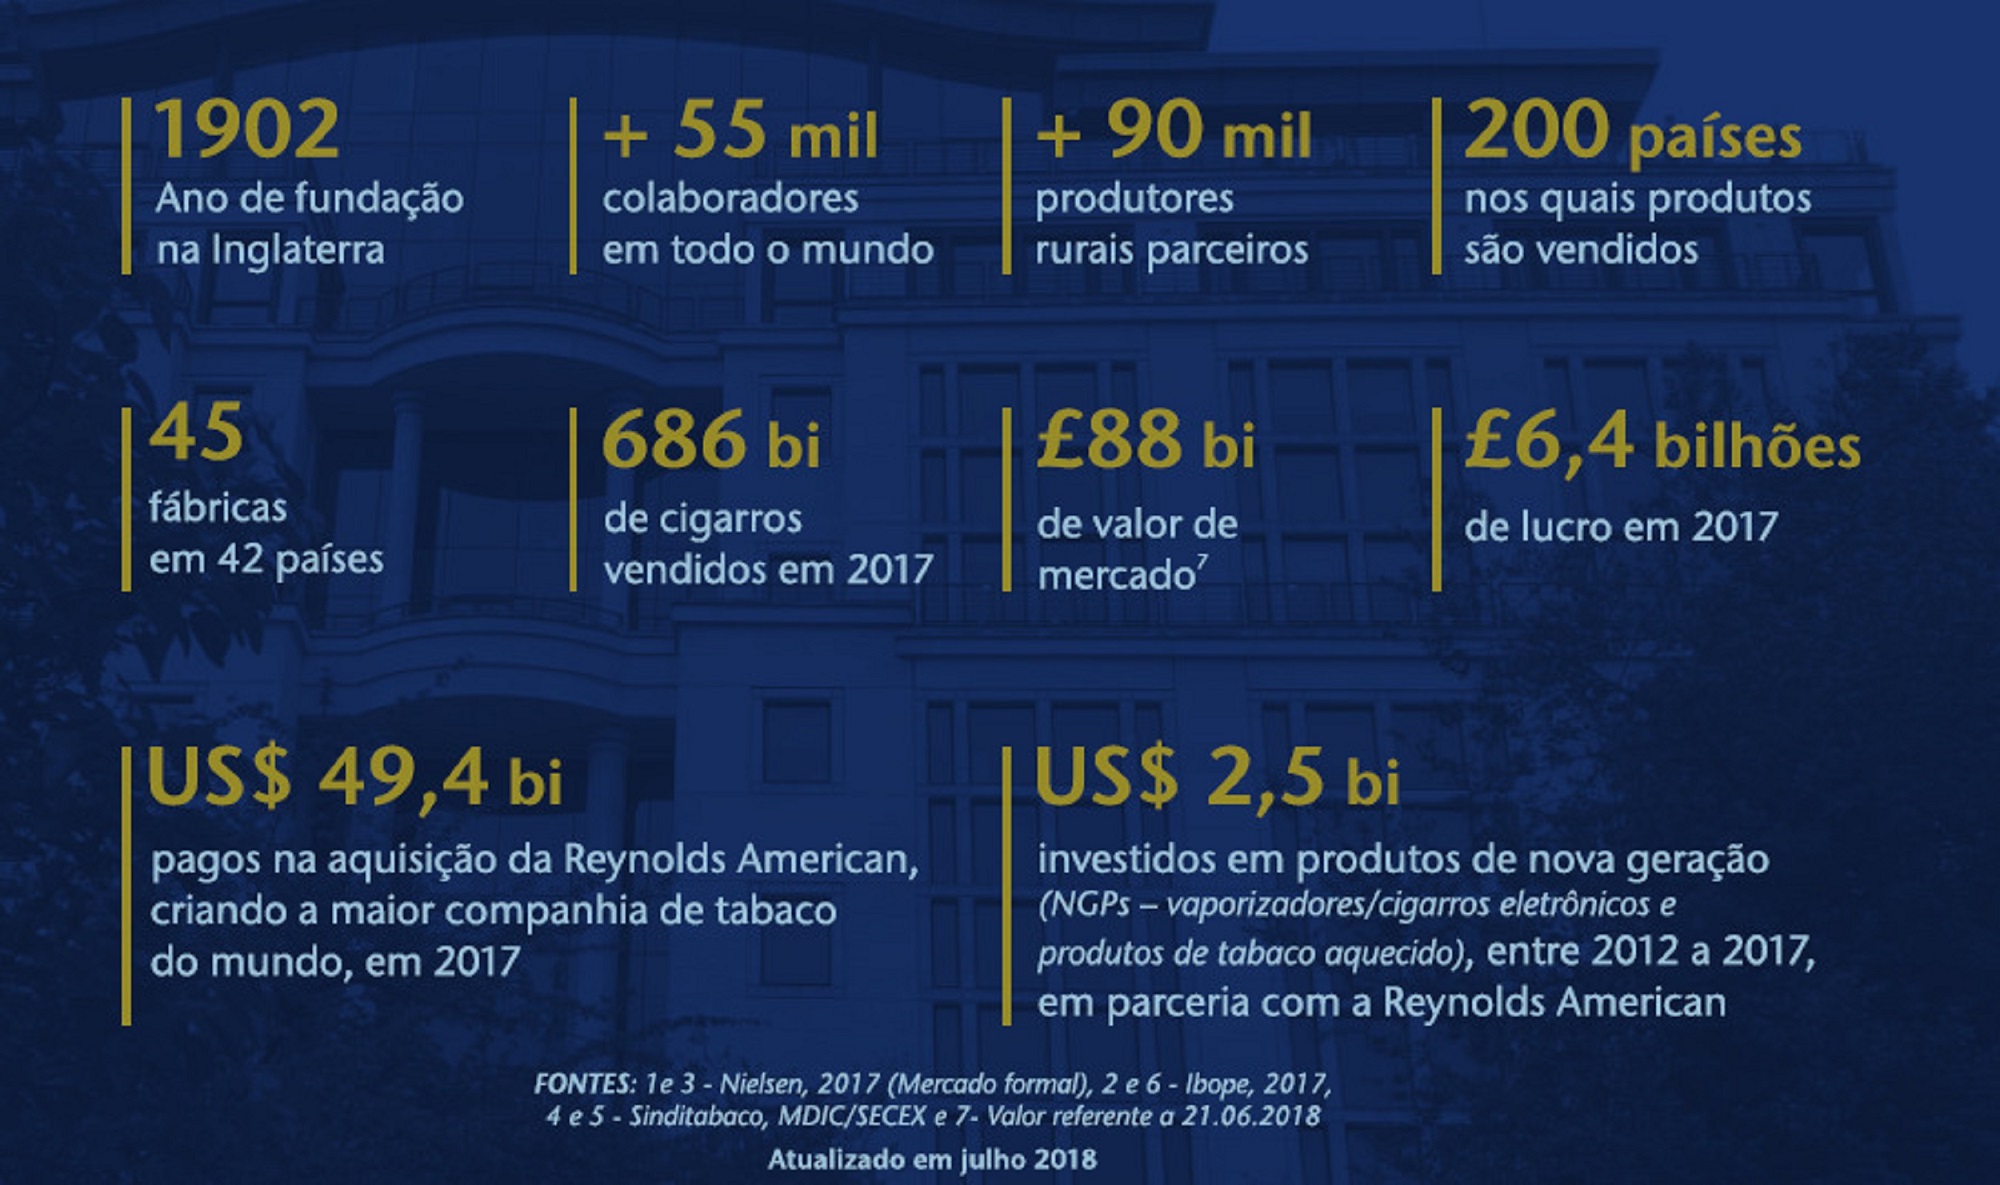 1902
Ano de fundação
na Inglaterra
+ 55 mil
colaboradores
em todo o mundo
+ 90 mil
produtores
rurais parceiros
200 países
nos quais produtos
são vendidos
45
fábricas
em 42 países
686 bi
de cigarros
vendidos em 2017
£88 bi
de valor de
mercado⁷
£6,4 bilhões
de lucro em 2017
US$ 49,4 bi
pagos na aquisição da Reynolds American,
criando a maior companhia de tabaco
do mundo, em 2017
US$ 2,5 bi
investidos em produtos de nova geração
(NGPs – vaporizadores/cigarros eletrônicos e
produtos de tabaco aquecido), entre 2012 a 2017,
em parceria com a Reynolds American
FONTES: 1e 3 - Nielsen, 2017 (Mercado formal), 2 e 6 - Ibope, 2017,
4 e 5 - Sinditabaco, MDIC/SECEX e 7- Valor referente a 21.06.2018
Atualizado em julho 2018